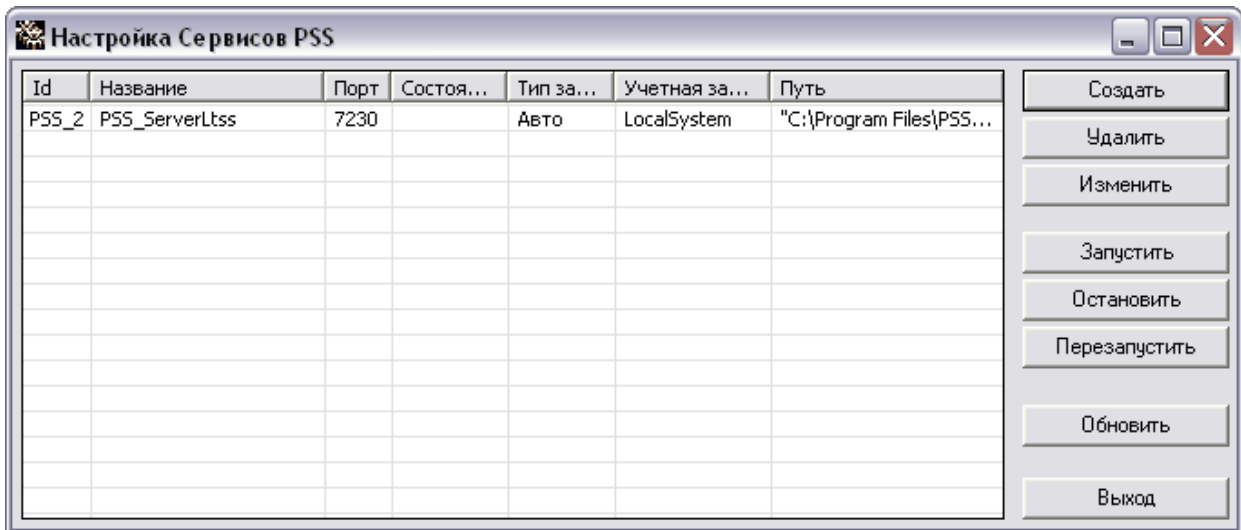 Настройка Сервисов PSS
Id Название Порт Состоя... Тип за... Учетная за... Путь
PSS_2 PSS_ServerLtss 7230 Авто LocalSystem "C:\Program Files\PSS...
Создать
Удалить
Изменить
Запустить
Остановить
Перезапустить
Обновить
Выход